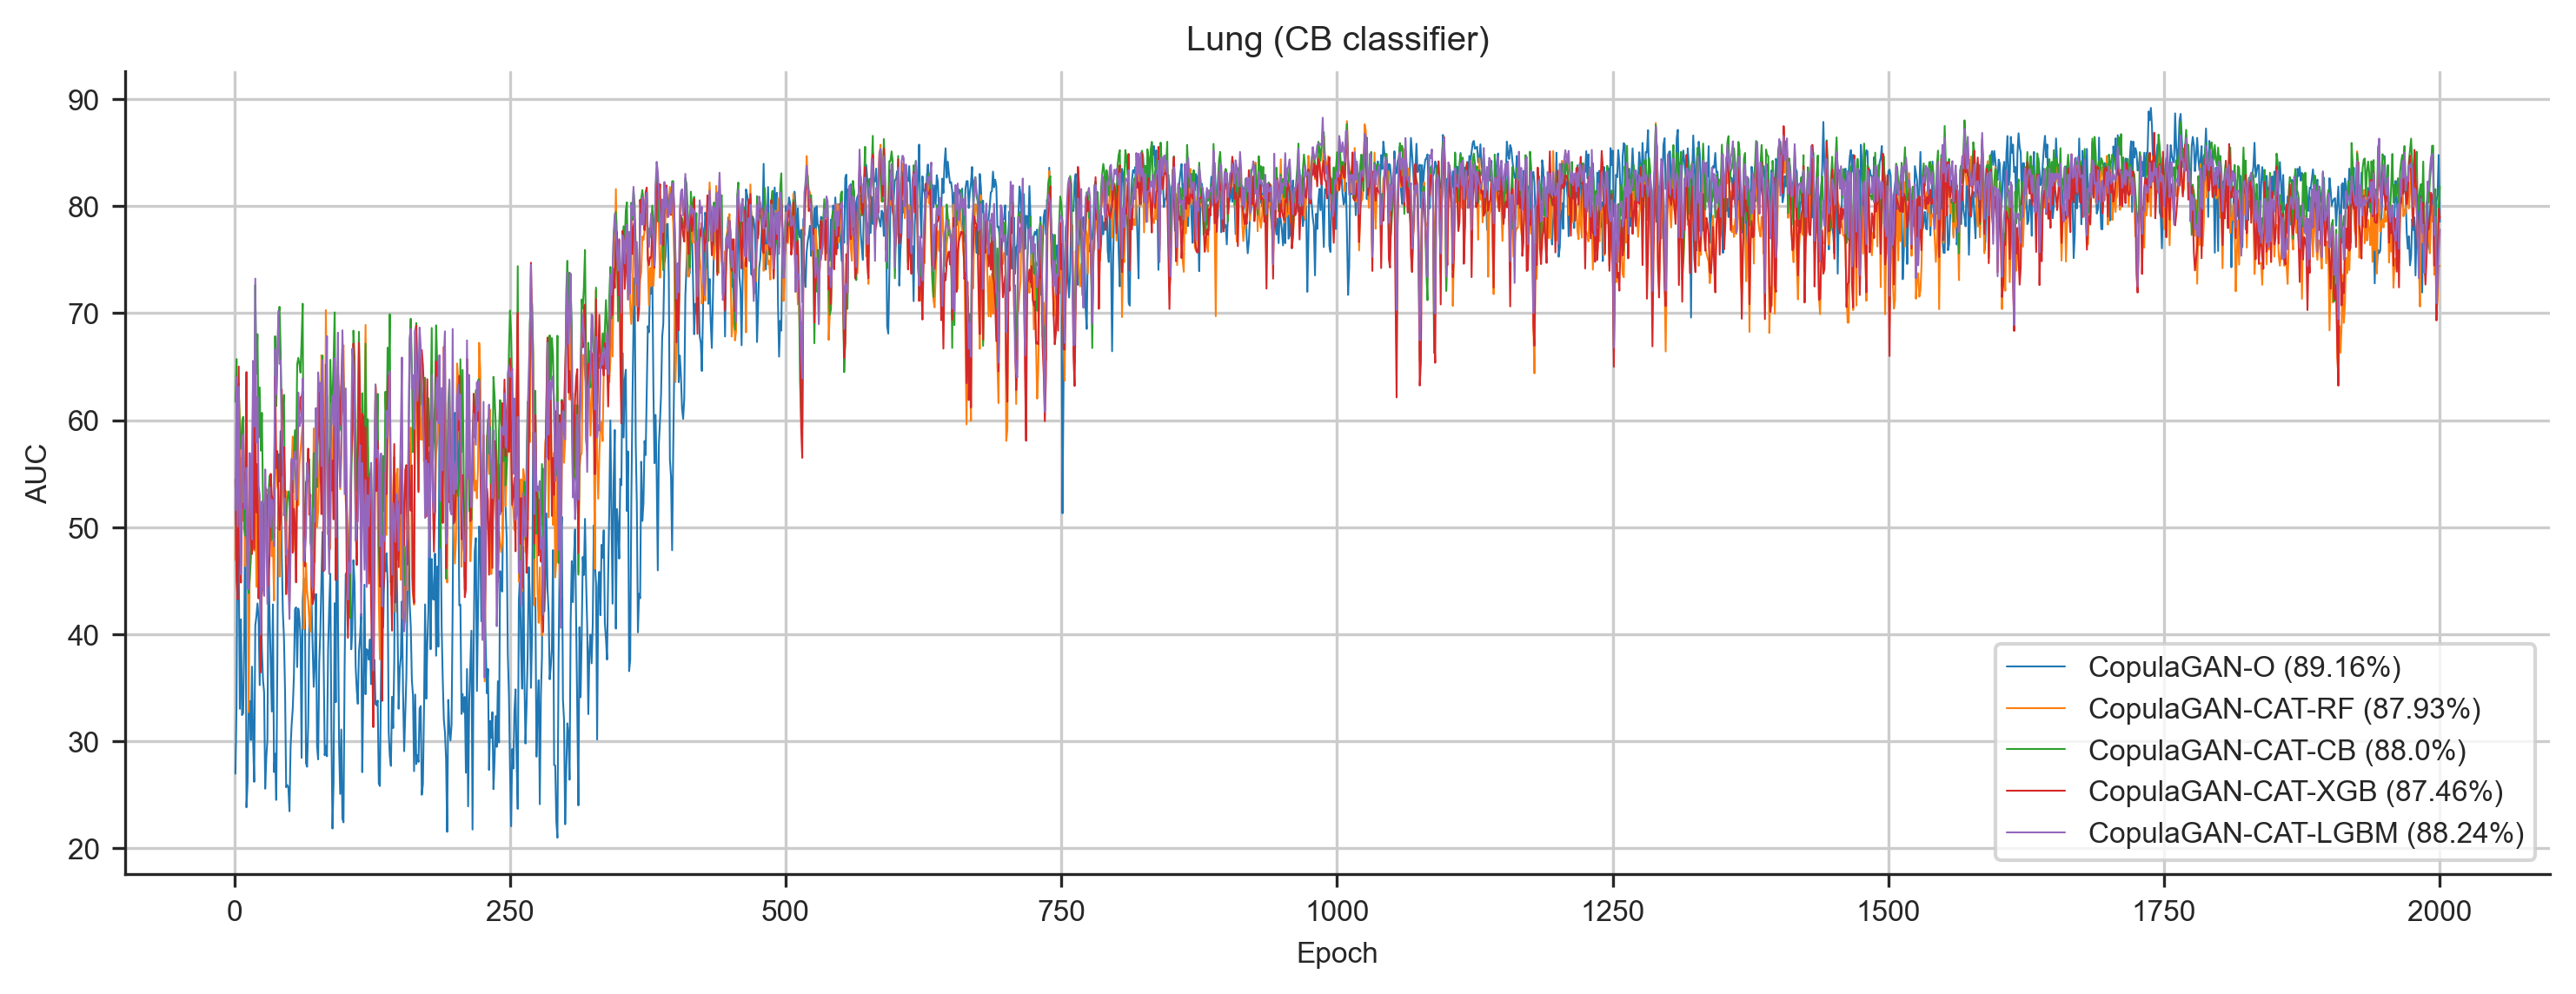 Lung (CB classifier)
AUC
90
80
70
60
50
40
30
20
0 250 500 750 1000 1250 1500 1750 2000
Epoch
CopulaGAN-O (89.16%)
CopulaGAN-CAT-RF (87.93%)
CopulaGAN-CAT-CB (88.0%)
CopulaGAN-CAT-XGB (87.46%)
CopulaGAN-CAT-LGBM (88.24%)